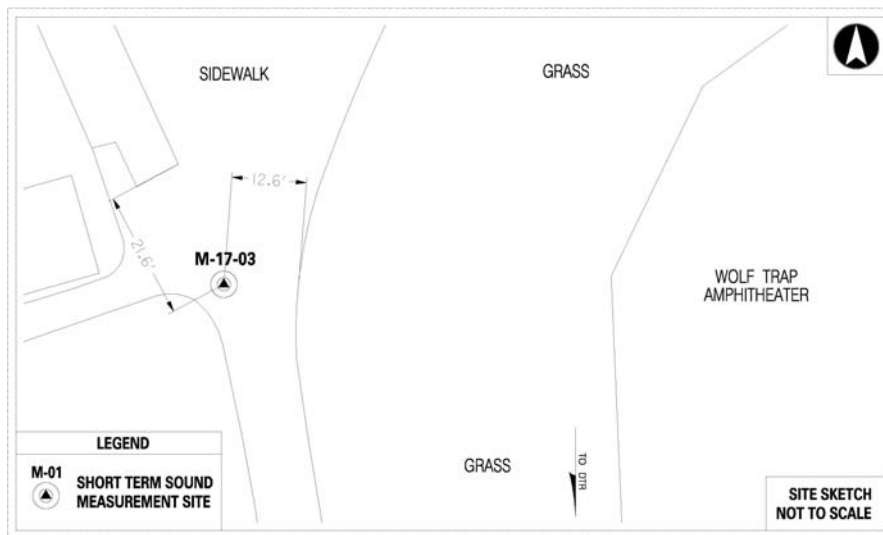 SIDEWALK
GRASS
12.6'
21.6'
M-17-03
WOLF TRAP
AMPHITHEATER
LEGEND
M-01
SHORT TERM SOUND
MEASUREMENT SITE
GRASS
TO DTR
SITE SKETCH
NOT TO SCALE